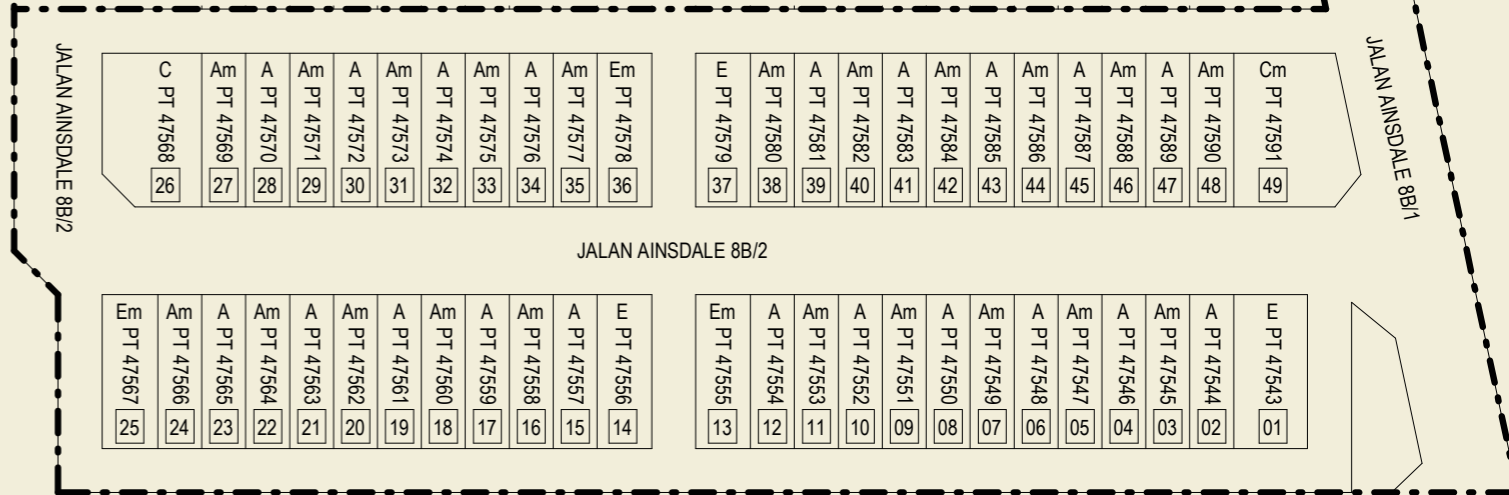 JALAN AINSDALE 8B/2
C PT 47568 26
Am PT 47569 27
A PT 47570 28
Am PT 47571 29
A PT 47572 30
Am PT 47573 31
A PT 47574 32
Am PT 47575 33
A PT 47576 34
Am PT 47577 35
Em PT 47578 36
E PT 47579 37
Am PT 47580 38
A PT 47581 39
Am PT 47582 40
A PT 47583 41
Am PT 47584 42
A PT 47585 43
Am PT 47586 44
A PT 47587 45
Am PT 47588 46
A PT 47589 47
Am PT 47590 48
Cm PT 47591 49
JALAN AINSDALE 8B/1
JALAN AINSDALE 8B/2
Em PT 47567 25
Am PT 47566 24
A PT 47565 23
Am PT 47564 22
A PT 47563 21
Am PT 47562 20
A PT 47561 19
Am PT 47560 18
A PT 47559 17
Am PT 47558 16
A PT 47557 15
E PT 47556 14
Em PT 47555 13
A PT 47554 12
Am PT 47553 11
A PT 47552 10
Am PT 47551 09
A PT 47550 08
Am PT 47549 07
A PT 47548 06
Am PT 47547 05
A PT 47546 04
Am PT 47545 03
A PT 47544 02
E PT 47543 01